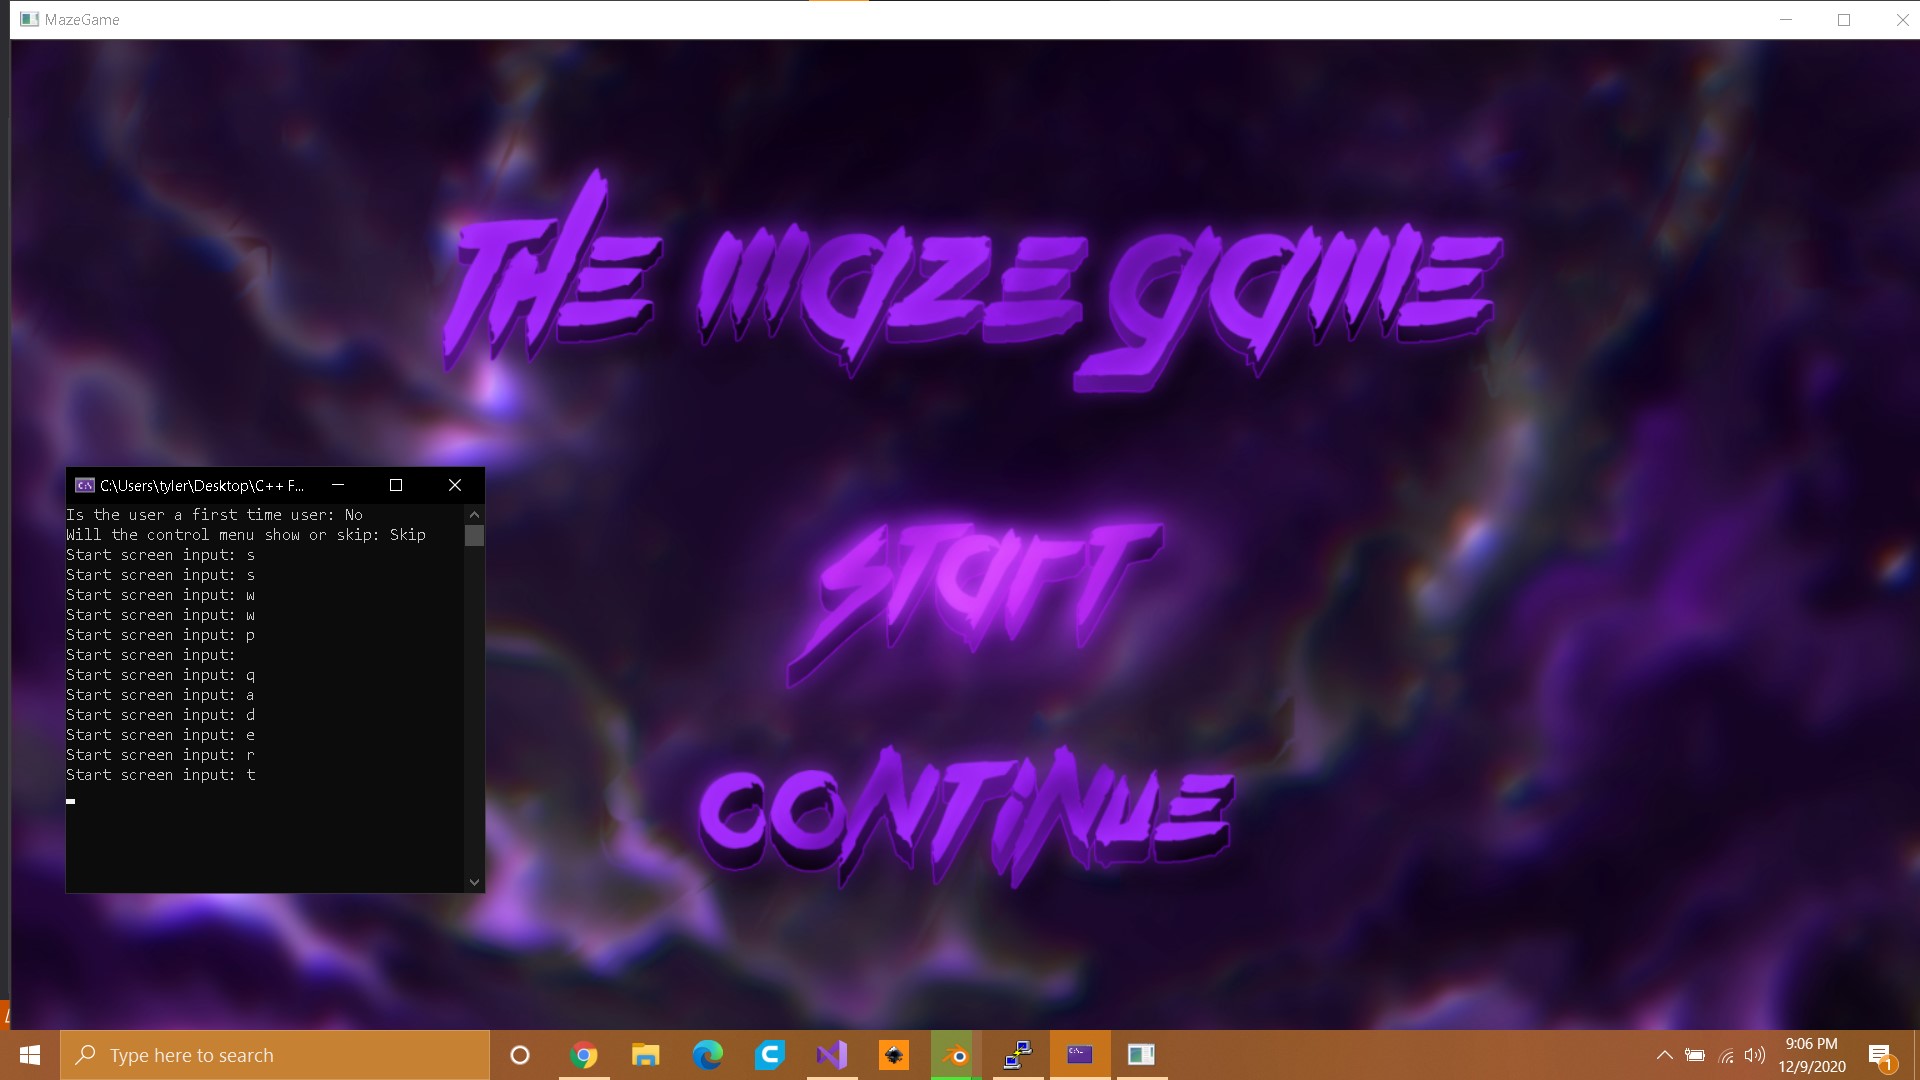 MazeGame
THE MAZE GAME
START
CONTINUE
C:\Users\tyler\Desktop\C++ F...
Is the user a first time user: No
Will the control menu show or skip: Skip
Start screen input: s
Start screen input: s
Start screen input: w
Start screen input: w
Start screen input: p
Start screen input:
Start screen input: q
Start screen input: a
Start screen input: d
Start screen input: e
Start screen input: r
Start screen input: t
Type here to search
9:06 PM
12/9/2020
1